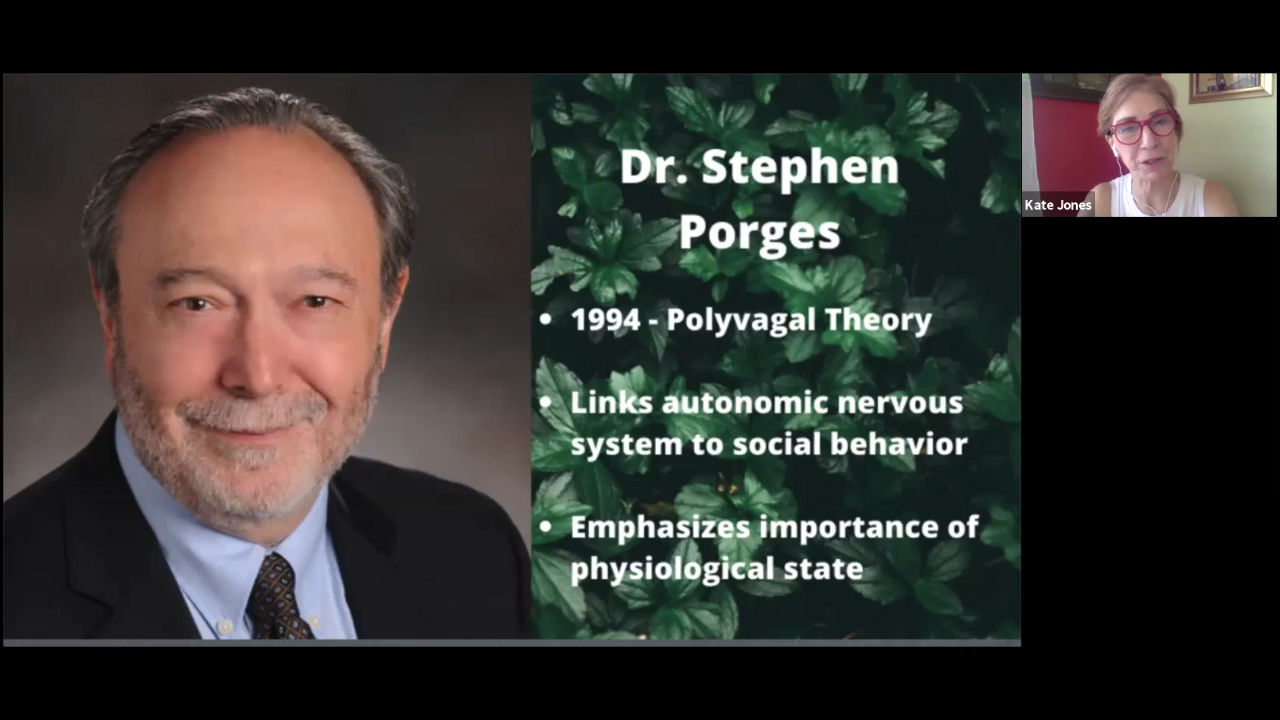 Dr. Stephen
Porges
• 1994 - Polyvagal Theory
• Links autonomic nervous
system to social behavior
• Emphasizes importance of
physiological state
Kate Jones